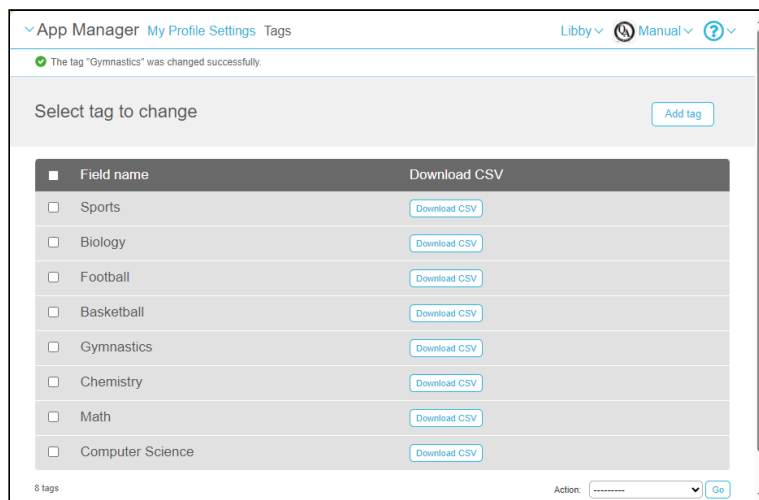 App Manager My Profile Settings Tags Libby QA Manual ?
The tag "Gymnastics" was changed successfully.
Select tag to change Add tag
Field name Download CSV
Sports Download CSV
Biology Download CSV
Football Download CSV
Basketball Download CSV
Gymnastics Download CSV
Chemistry Download CSV
Math Download CSV
Computer Science Download CSV
8 tags Action: --------- Go